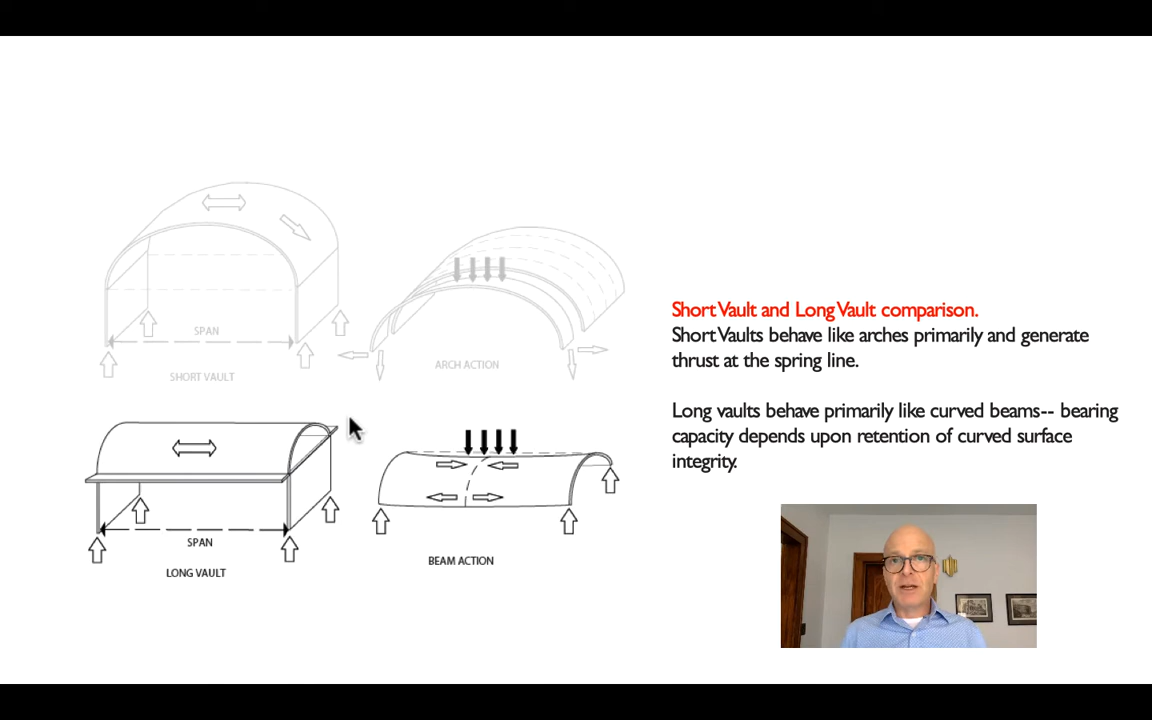 SPAN
SHORT VAULT
ARCH ACTION
SPAN
LONG VAULT
BEAM ACTION
Short Vault and Long Vault comparison.
Short Vaults behave like arches primarily and generate
thrust at the spring line.
Long vaults behave primarily like curved beams-- bearing
capacity depends upon retention of curved surface
integrity.